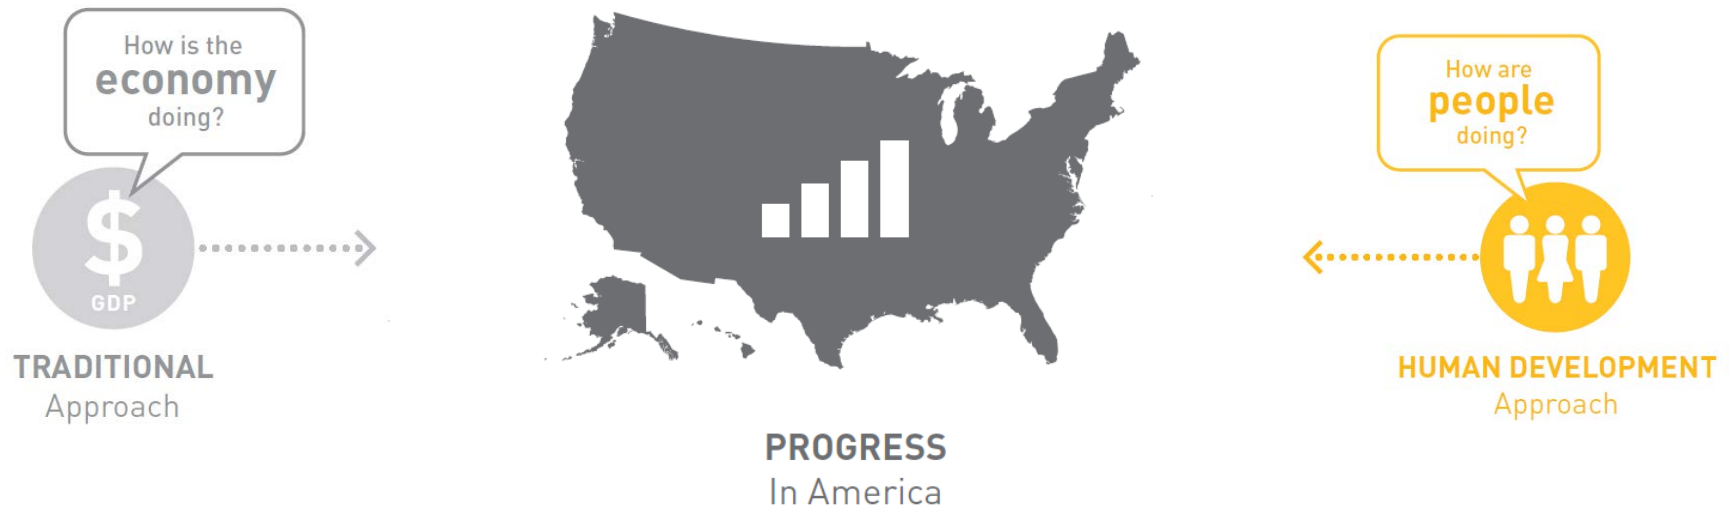 How is the
economy
doing?
$
GDP
TRADITIONAL
Approach
PROGRESS
In America
How are
people
doing?
HUMAN DEVELOPMENT
Approach